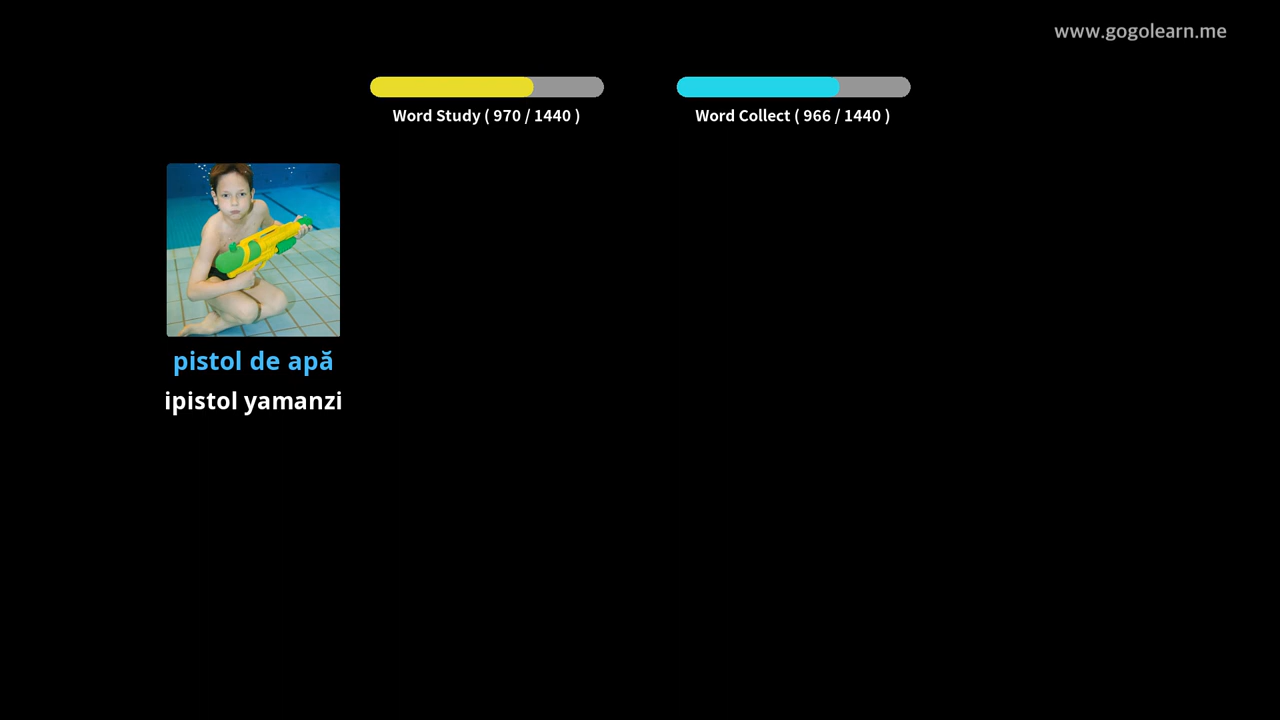 www.gogolearn.me
Word Study ( 970 / 1440 )
Word Collect ( 966 / 1440 )
pistol de apă
ipistol yamanzi